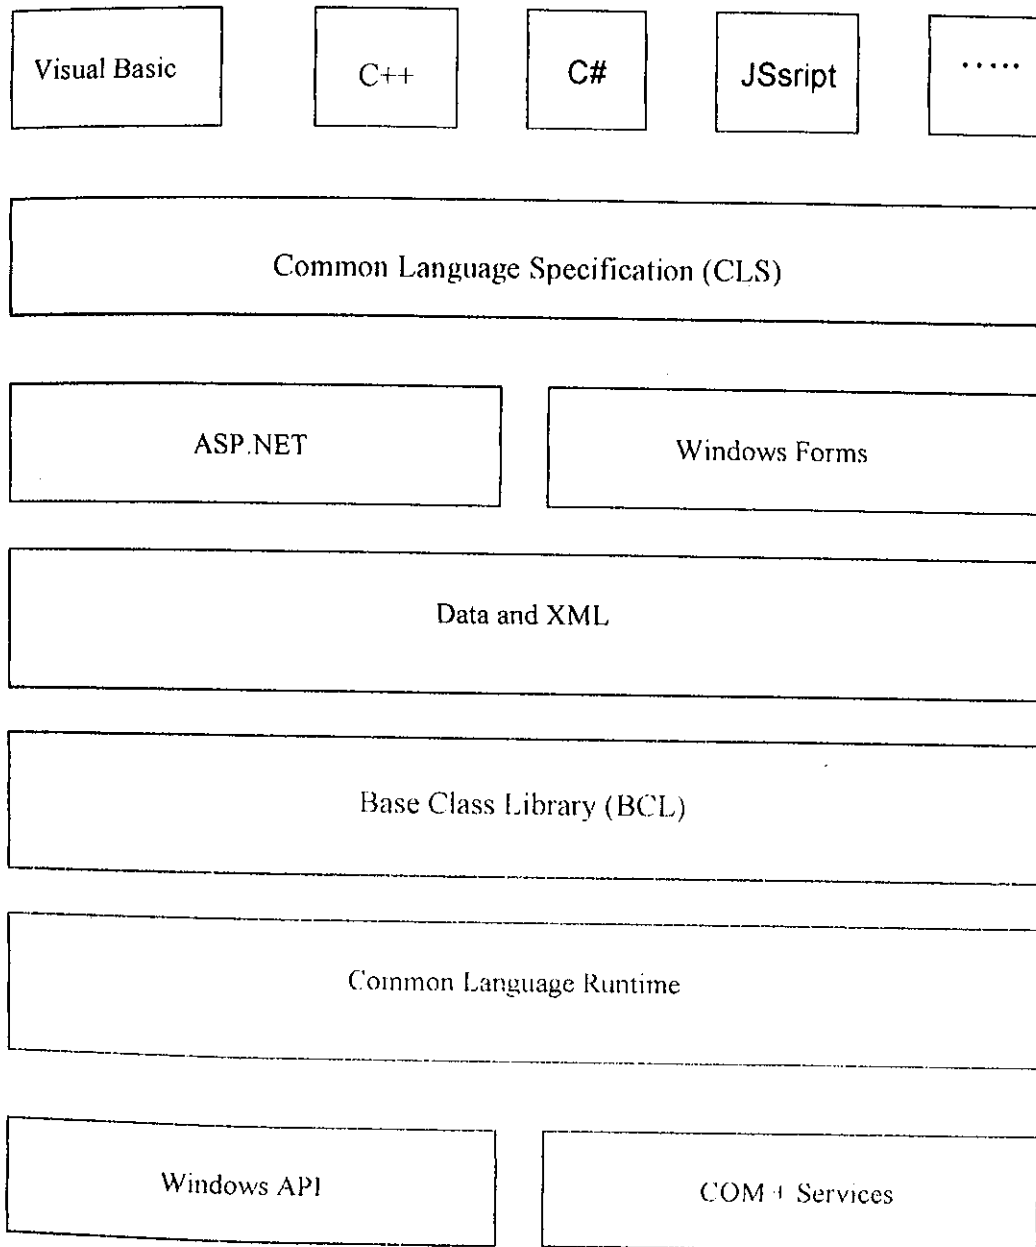 Visual Basic
C++
C#
JSsript
.....
Common Language Specification (CLS)
ASP.NET
Windows Forms
Data and XML
Base Class Library (BCL)
Common Language Runtime
Windows API
COM + Services